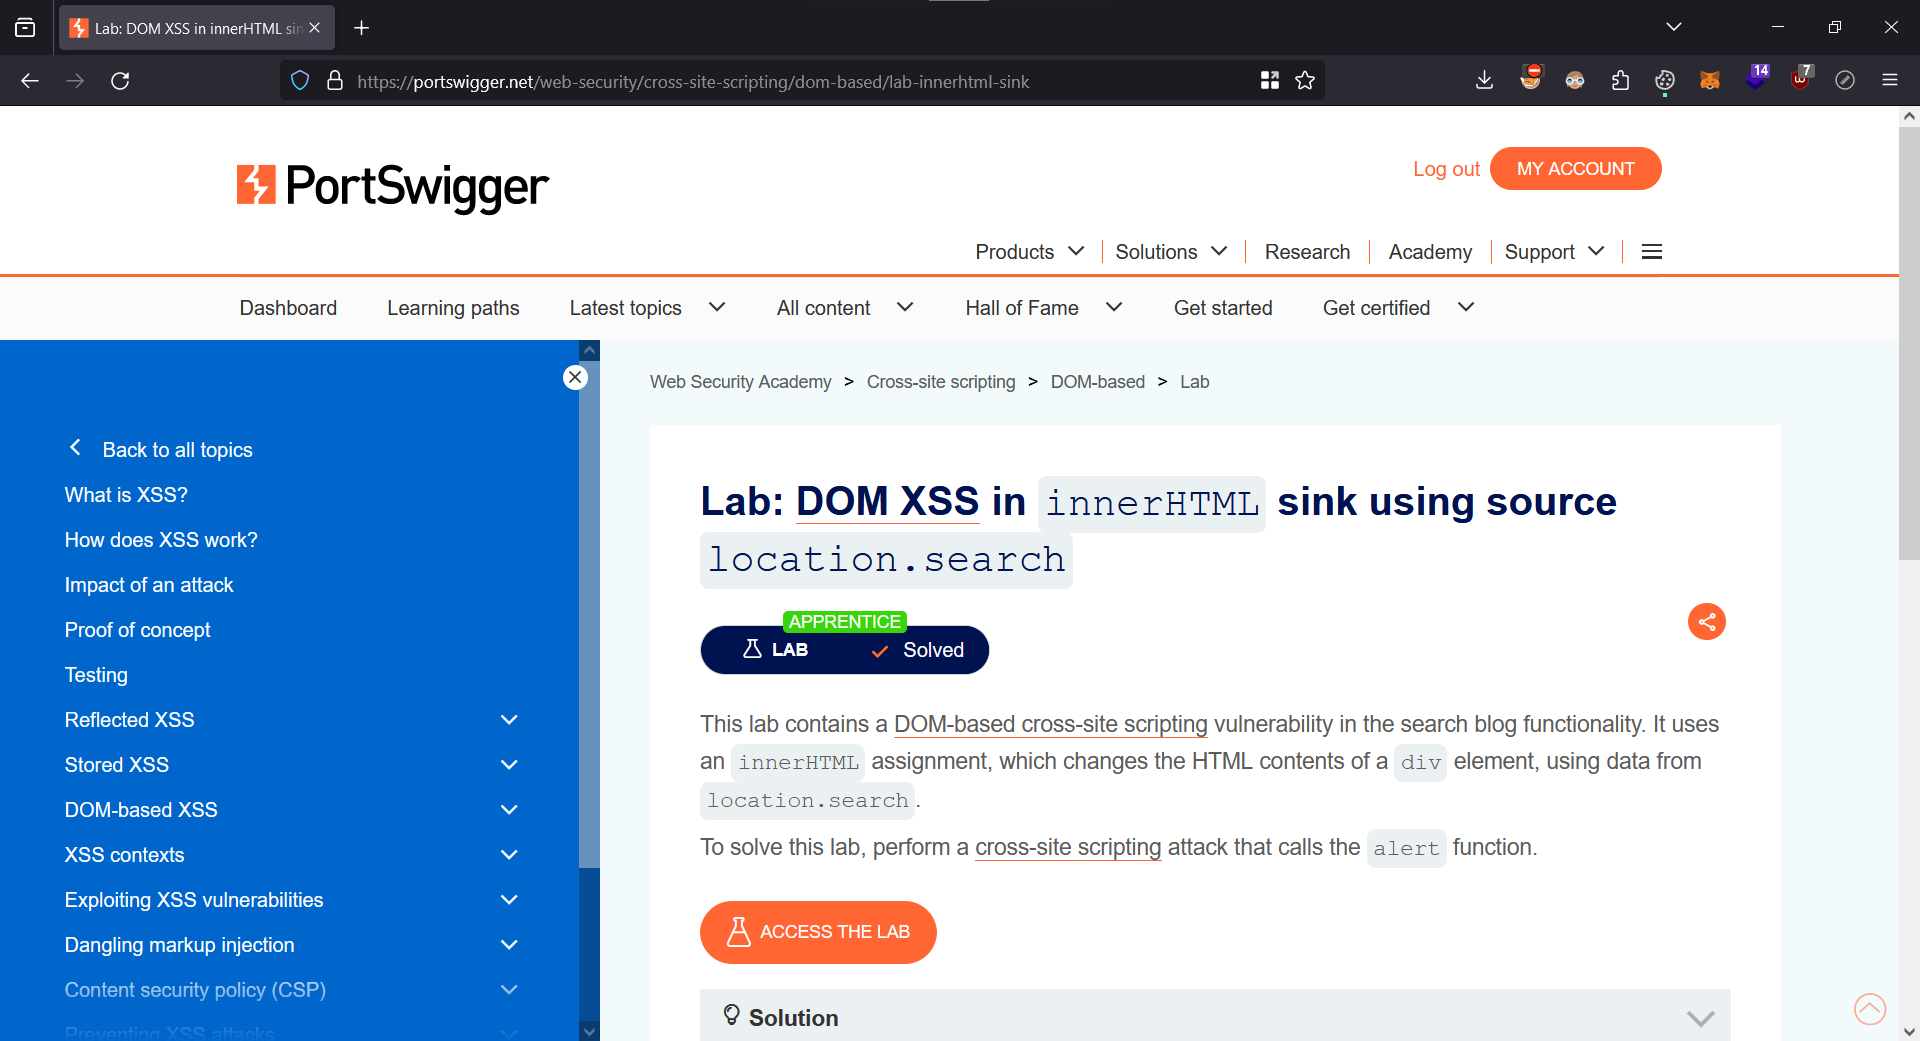 Lab: DOM XSS in innerHTML sin
https://portswigger.net/web-security/cross-site-scripting/dom-based/lab-innerhtml-sink
14
7
PortSwigger
Log out
MY ACCOUNT
Products
Solutions
Research
Academy
Support
Dashboard
Learning paths
Latest topics
All content
Hall of Fame
Get started
Get certified
Back to all topics
What is XSS?
How does XSS work?
Impact of an attack
Proof of concept
Testing
Reflected XSS
Stored XSS
DOM-based XSS
XSS contexts
Exploiting XSS vulnerabilities
Dangling markup injection
Content security policy (CSP)
Preventing XSS attacks
Web Security Academy > Cross-site scripting > DOM-based > Lab
Lab: DOM XSS in innerHTML sink using source
location.search
APPRENTICE
LAB
Solved
This lab contains a DOM-based cross-site scripting vulnerability in the search blog functionality. It uses
an innerHTML assignment, which changes the HTML contents of a div element, using data from
location.search.
To solve this lab, perform a cross-site scripting attack that calls the alert function.
ACCESS THE LAB
Solution